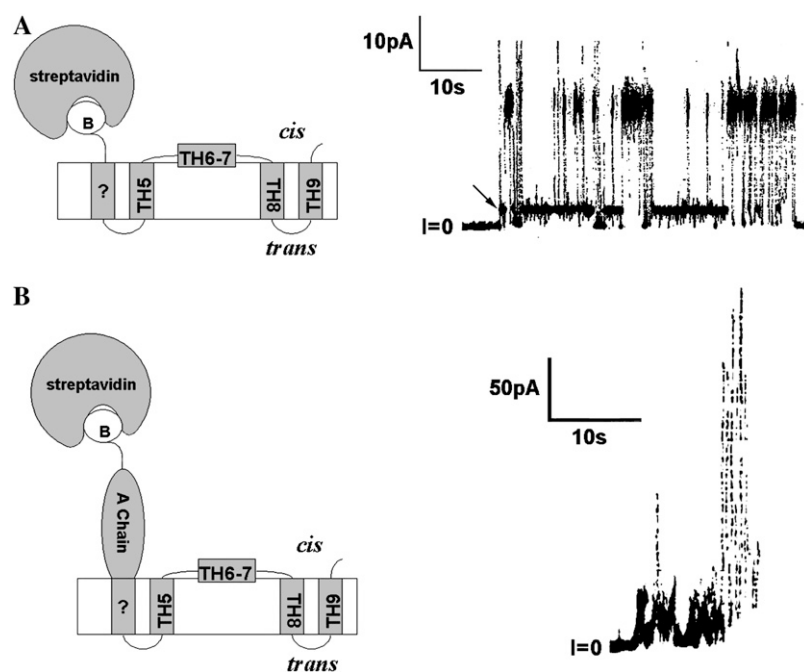 A
streptavidin
B
cis
TH6-7
?
TH5
TH8
TH9
trans
10pA
10s
I=0
B
streptavidin
B
A Chain
cis
TH6-7
?
TH5
TH8
TH9
trans
50pA
10s
I=0